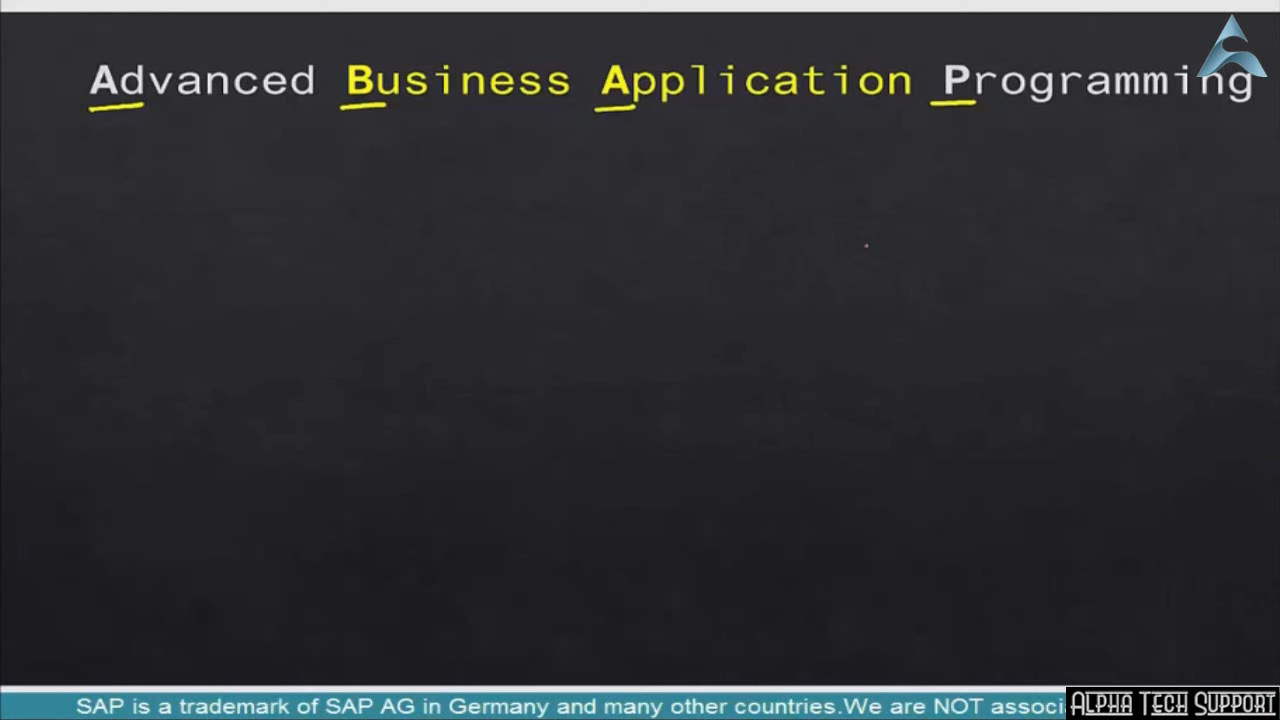 Advanced Business Application Programming
SAP is a trademark of SAP AG in Germany and many other countries.We are NOT associ
Alpha Tech Support